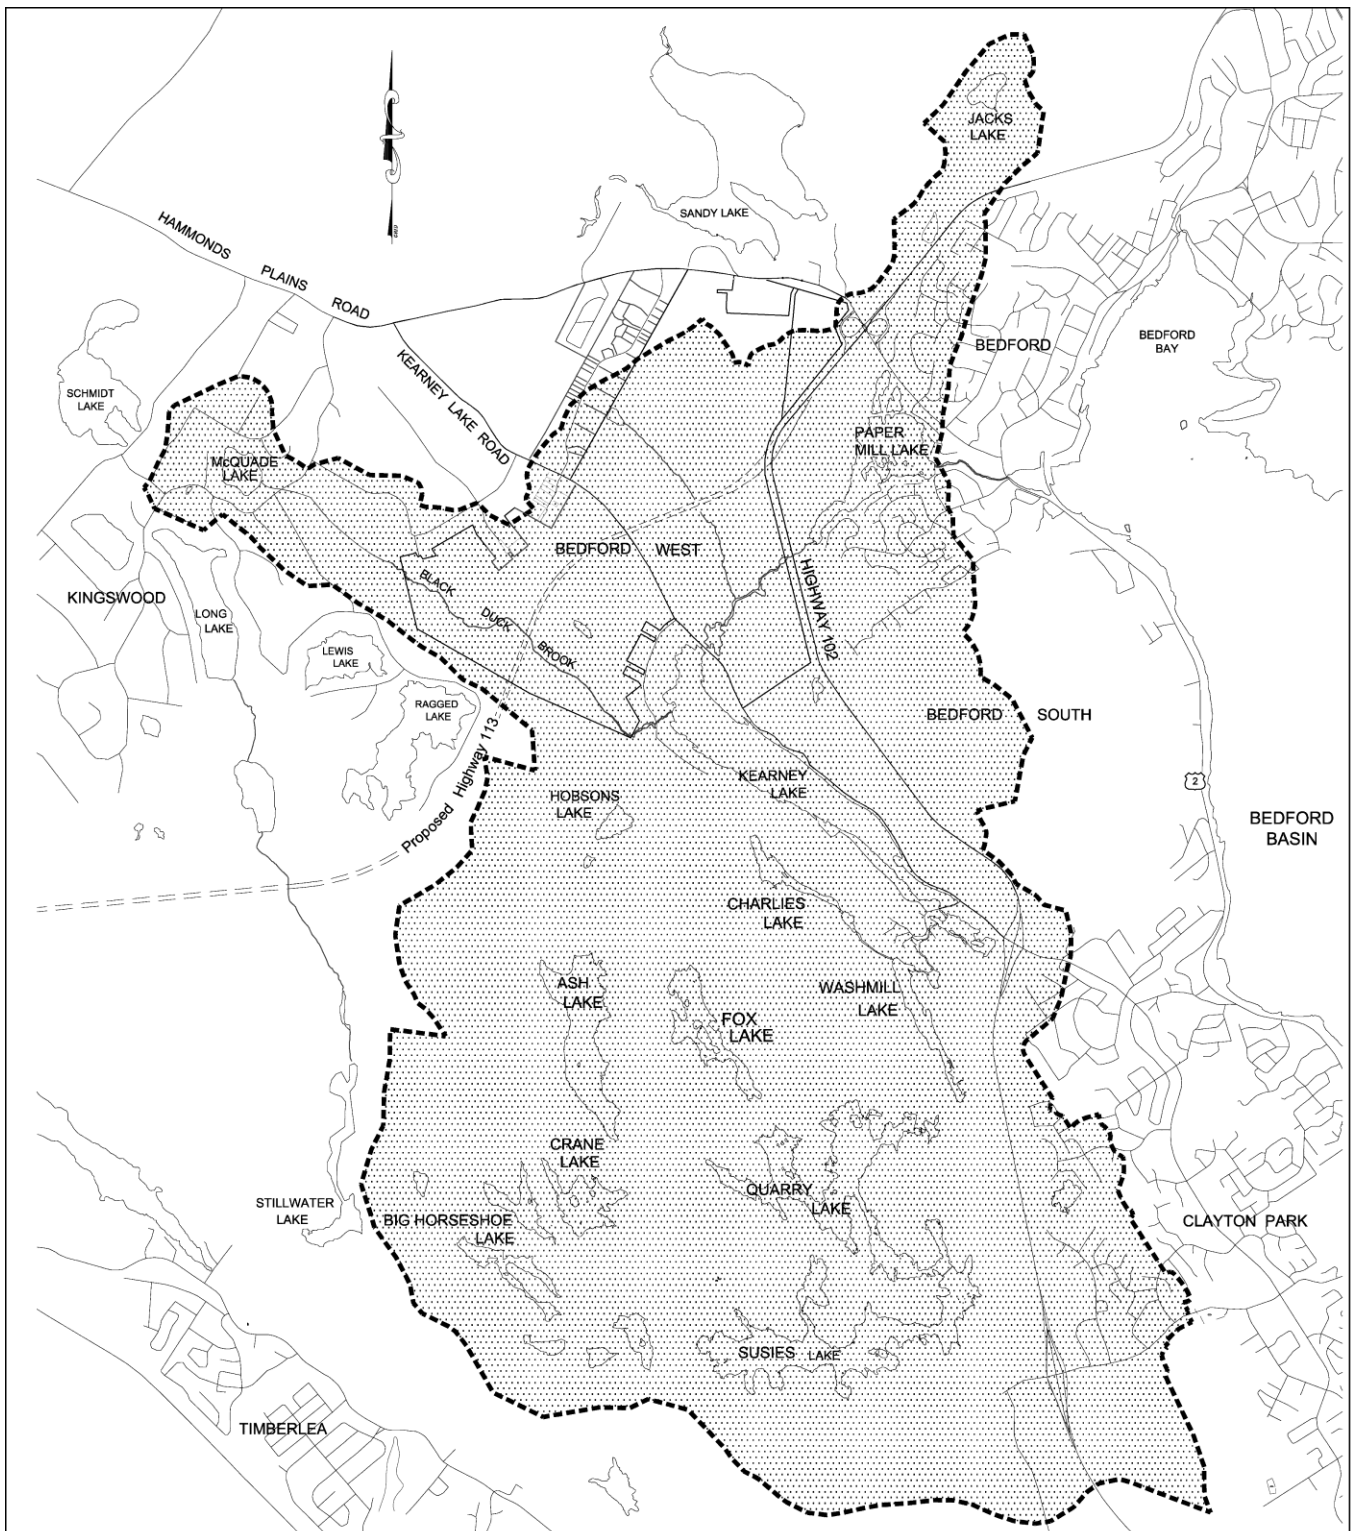 JACKS
LAKE
SANDY LAKE
HAMMONDS
PLAINS
ROAD
BEDFORD
BAY
BEDFORD
KEARNEY LAKE ROAD
SCHMIDT
LAKE
PAPER
MILL LAKE
McQUADE
LAKE
BEDFORD WEST
HIGHWAY 102
BLACK
DUCK
BROOK
KINGSWOOD
LONG
LAKE
LEWIS
LAKE
RAGGED
LAKE
BEDFORD SOUTH
Proposed Highway 113
KEARNEY
LAKE
2
HOBSONS
LAKE
BEDFORD
BASIN
CHARLIES
LAKE
ASH
LAKE
WASHMILL
LAKE
FOX
LAKE
CRANE
LAKE
QUARRY
LAKE
STILLWATER
LAKE
BIG HORSESHOE
LAKE
CLAYTON PARK
SUSIES LAKE
TIMBERLEA